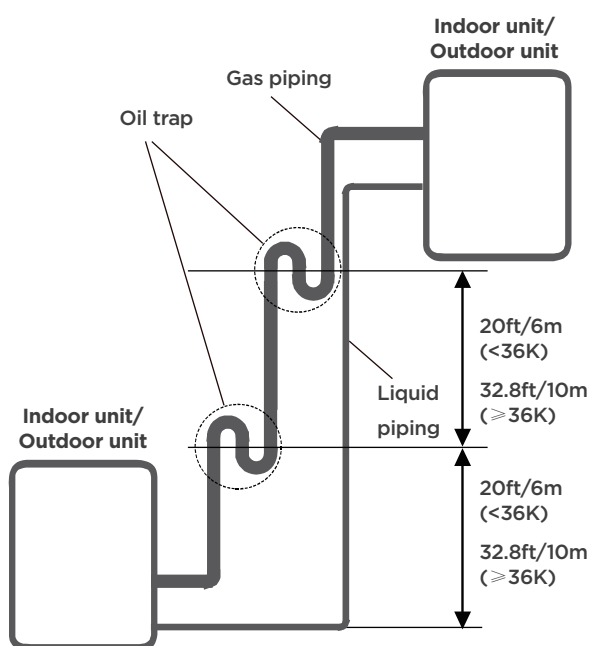 Indoor unit/
Outdoor unit
Gas piping
Oil trap
20ft/6m
(<36K)
32.8ft/10m
(⩾36K)
Liquid
piping
Indoor unit/
Outdoor unit
20ft/6m
(<36K)
32.8ft/10m
(⩾36K)